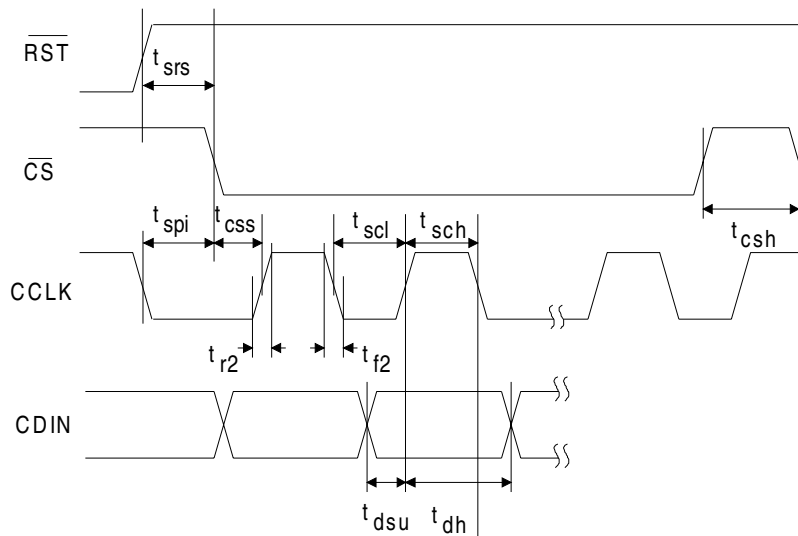 RST
t srs
CS
t spi
t css
t scl
t sch
t csh
CCLK
t r2
t f2
CDIN
t dsu
t dh